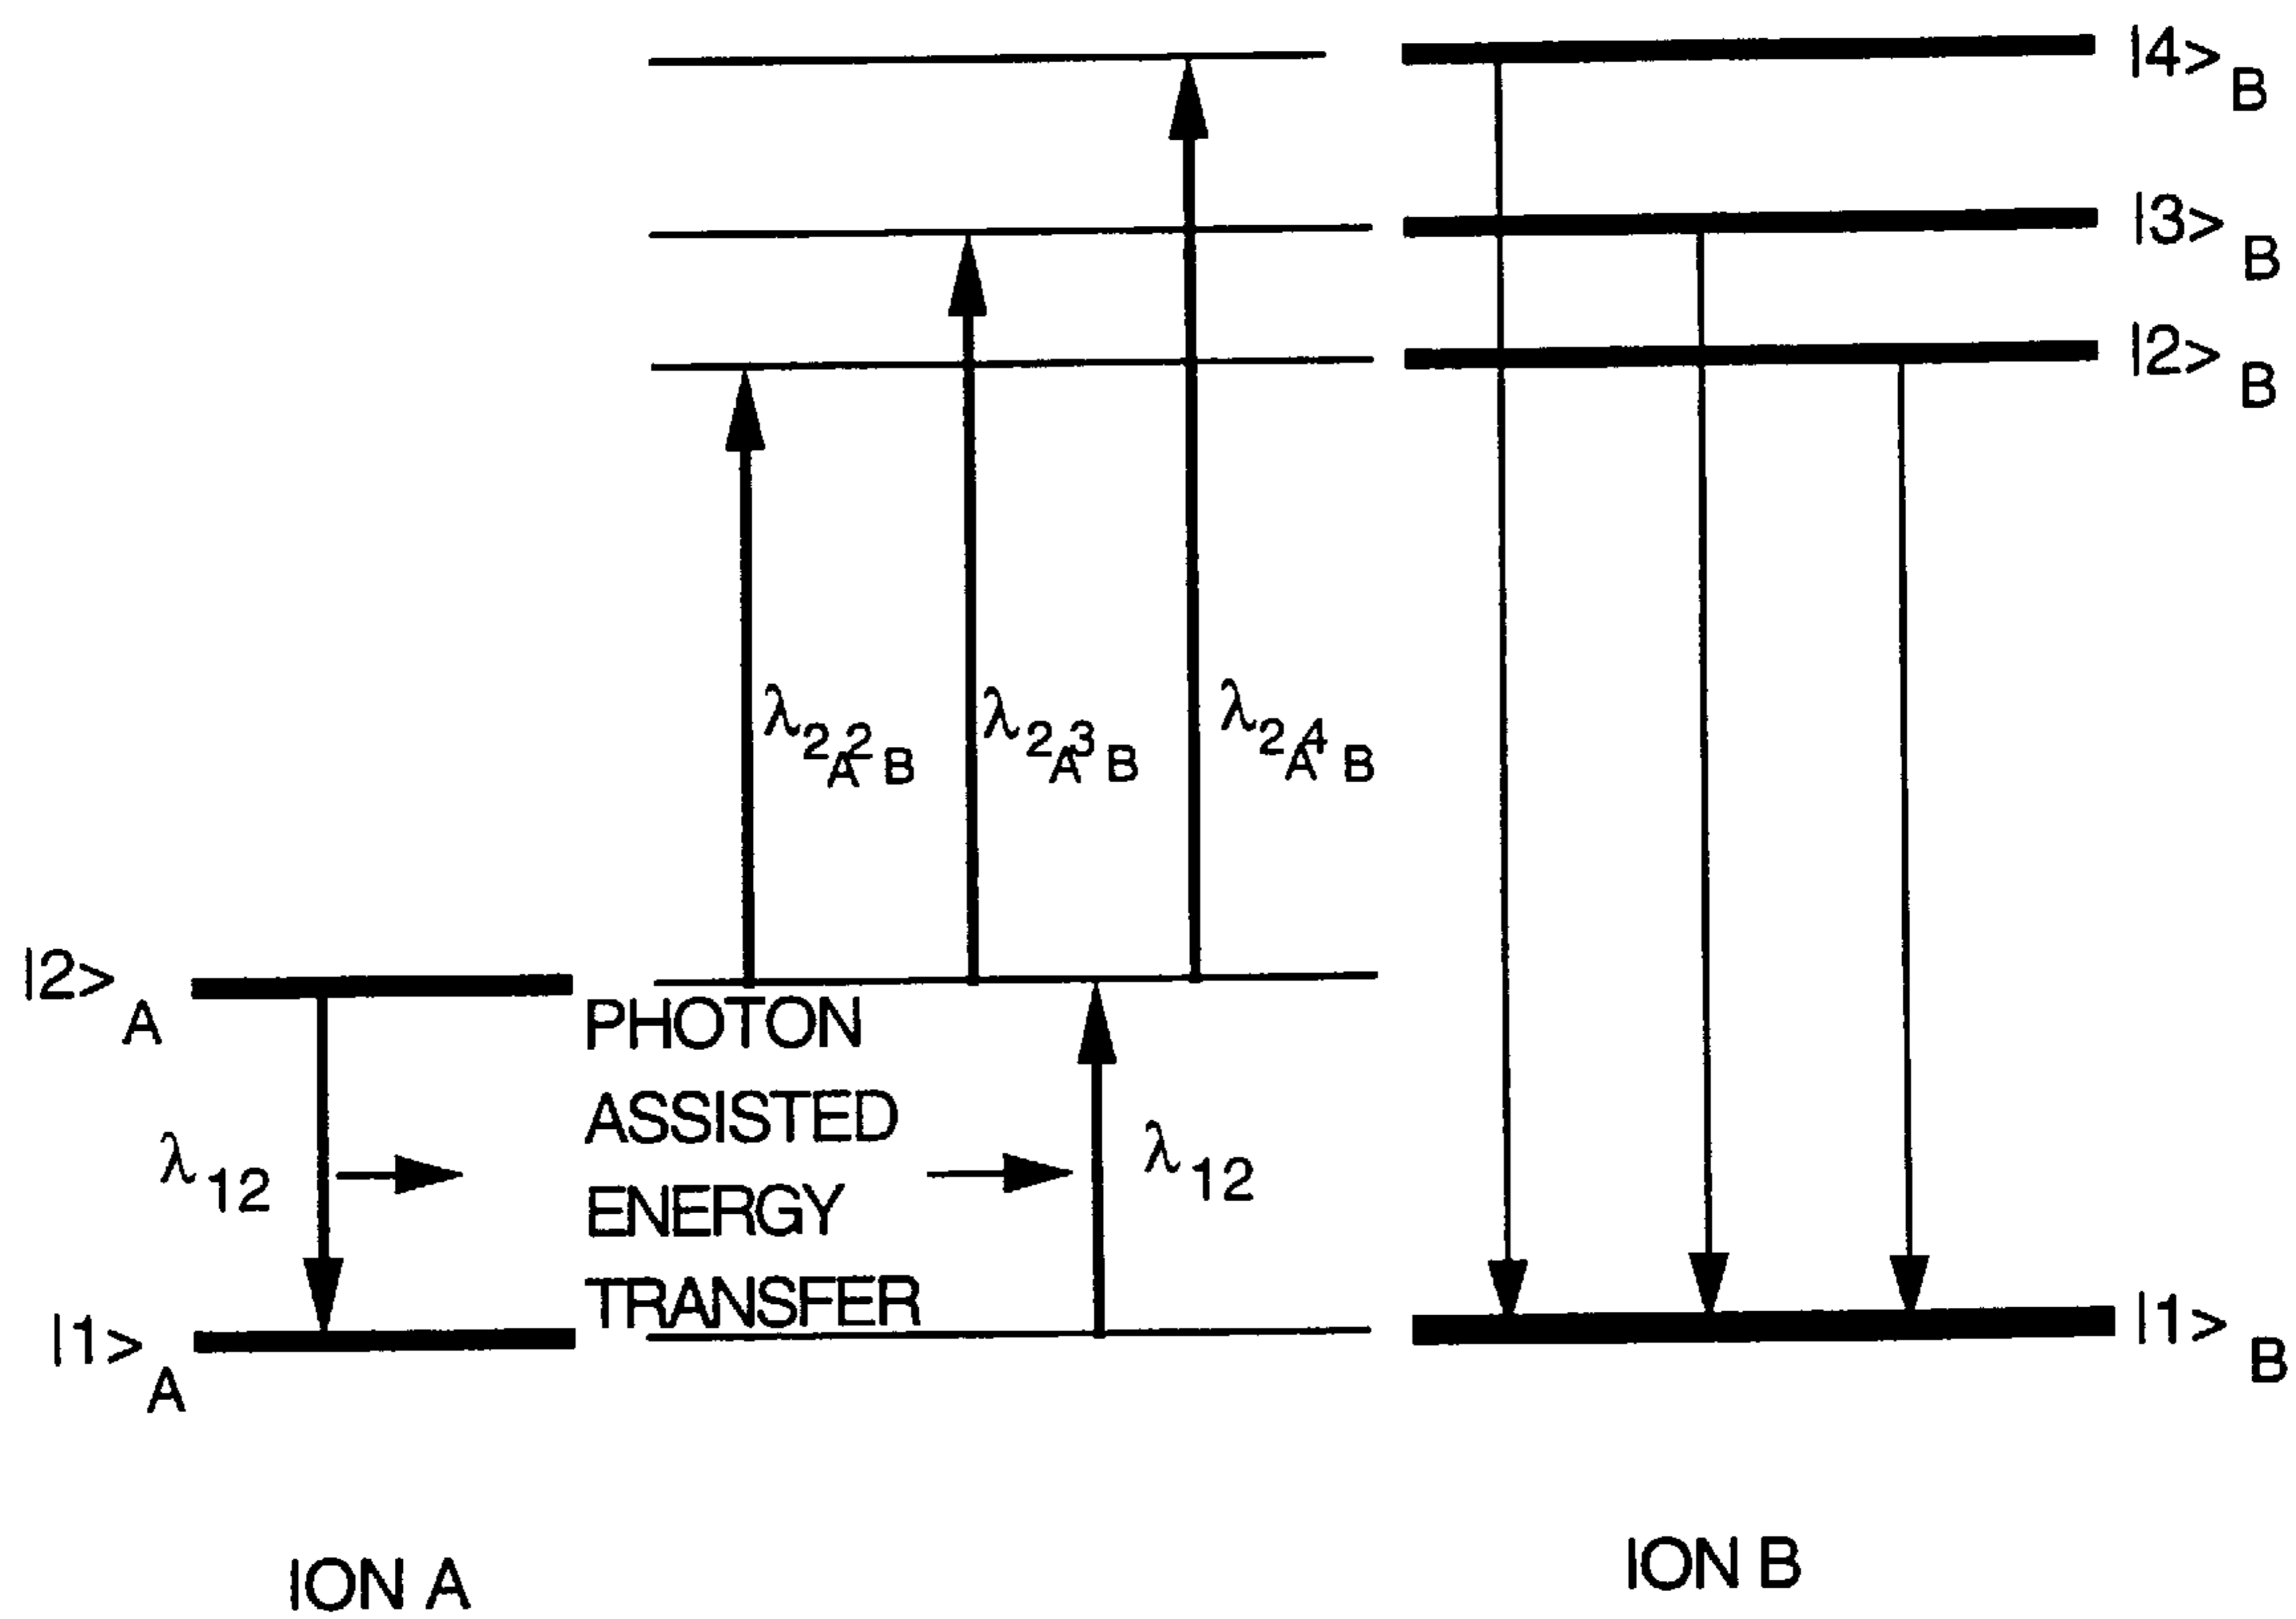 |4>B
|3>B
|2>B
λ2A2B
λ2A3B
λ2A4B
|2>A
PHOTON
ASSISTED
ENERGY
TRANSFER
λ12
λ12
|1>A
|1>B
ION A
ION B